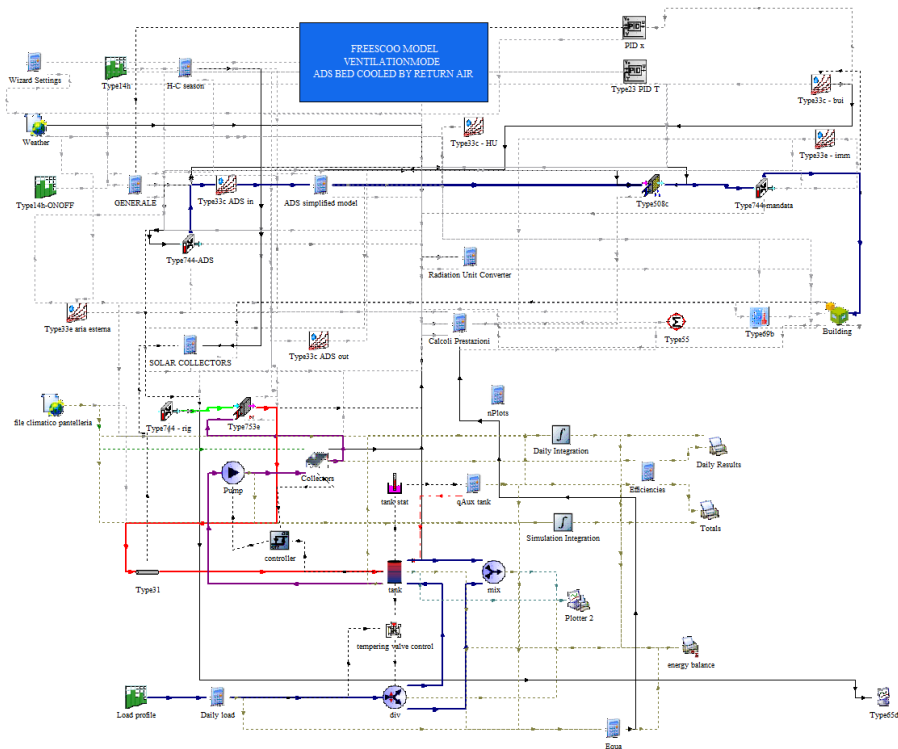 FREESCOO MODEL
VENTILATIONMODE
ADS BED COOLED BY RETURN AIR
PID x
Wizard Settings
Type14h
H-C season
Type23 PID T
Type33c - bui
Weather
Type33c - HU
Type33e - imm
Type14h-ONOFF
GENERALE
Type33c ADS in
ADS simplified model
Type508c
Type744-mandata
Type744-ADS
Radiation Unit Converter
Type33e aria esterna
Type33c ADS out
SOLAR COLLECTORS
Calcoli Prestazioni
Type55
Type69b
Building
file climatico pantelleria
Type744 - rig
Type753e
nPlots
Daily Integration
Daily Results
Pump
Collectors
tank stat
qAux tank
Efficiencies
Totals
Simulation Integration
controller
Type31
tank
mix
Plotter 2
tempering valve control
energy balance
Load profile
Daily load
div
Type65d
Equa